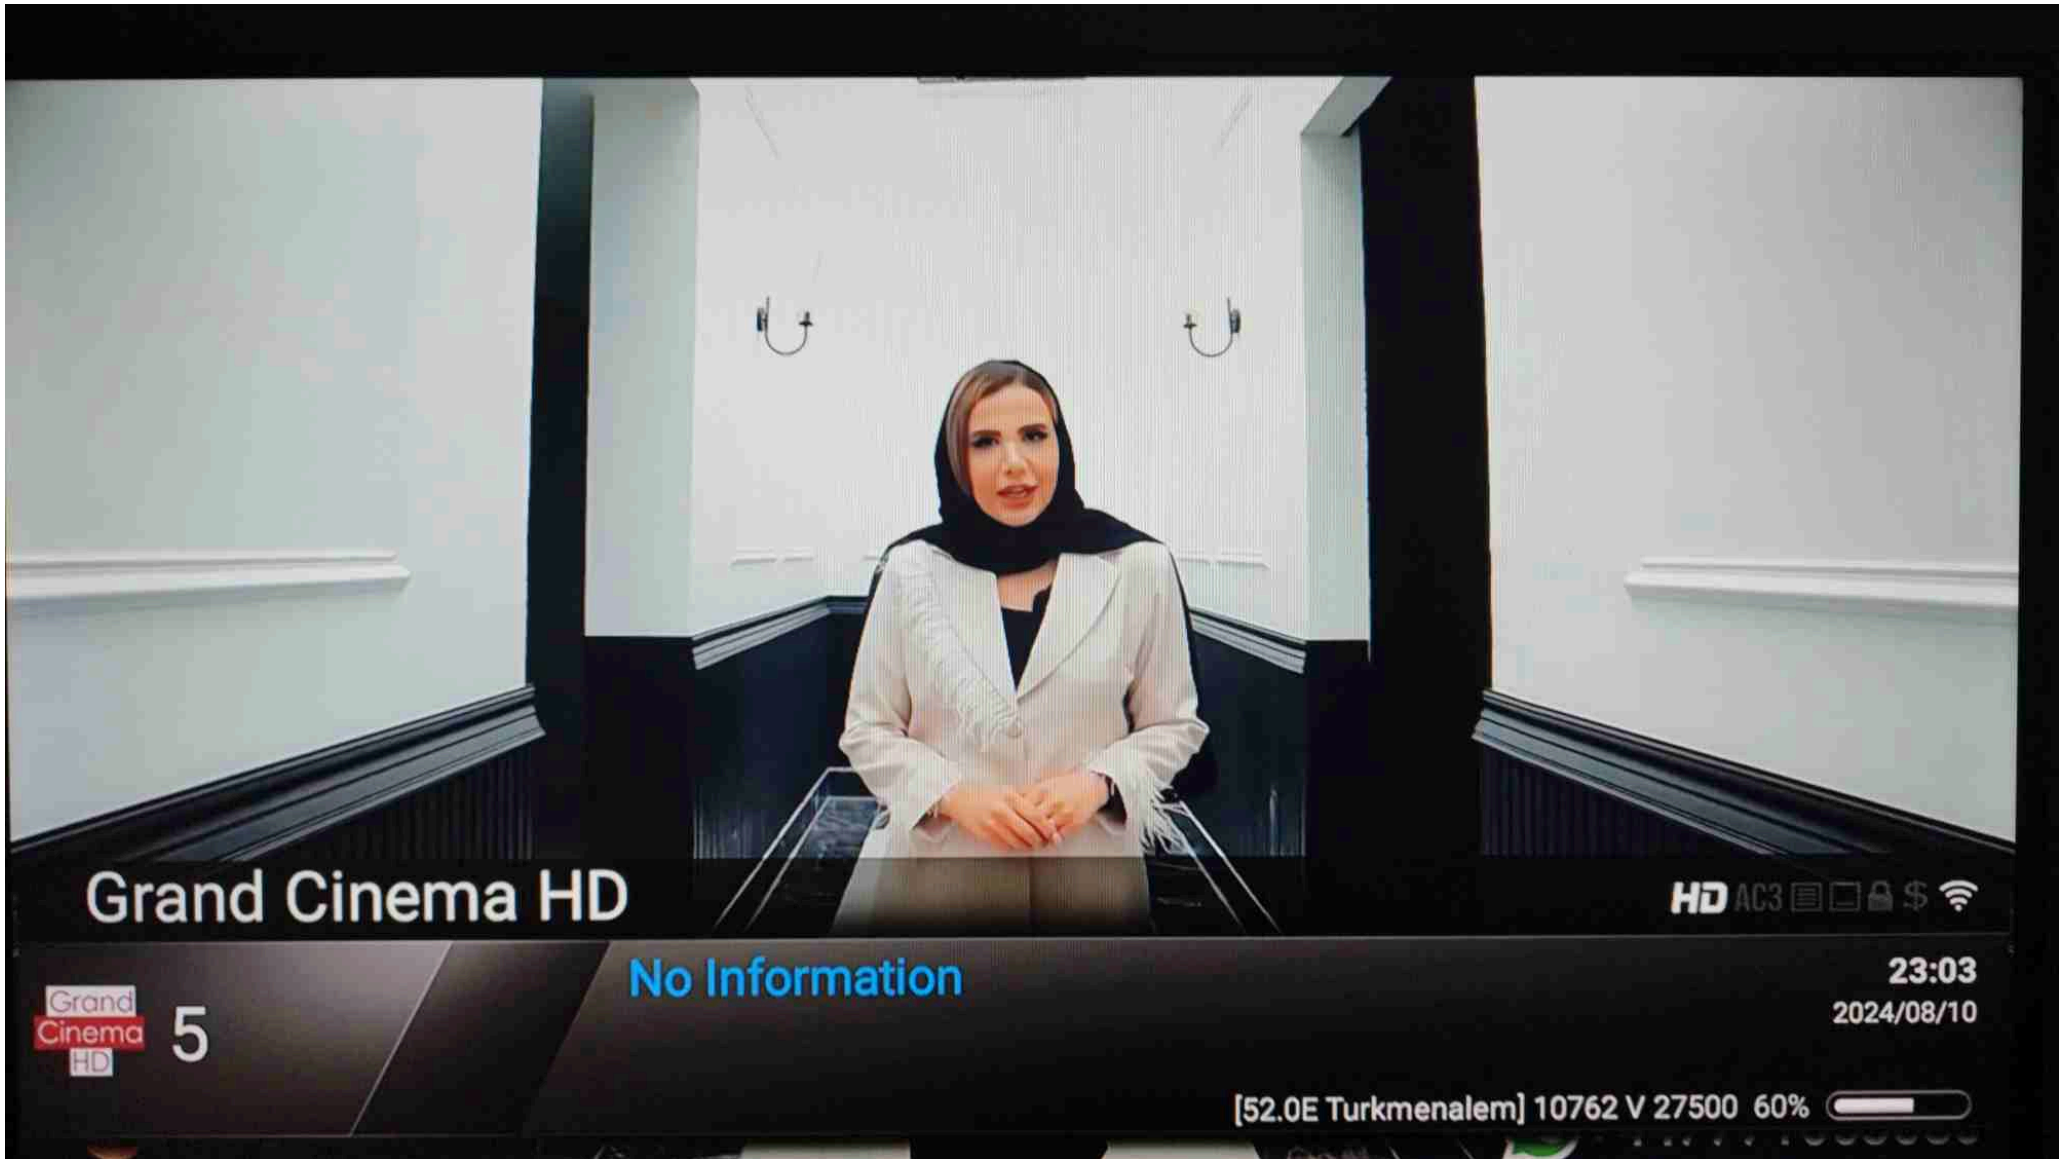 Grand Cinema HD
HD AC3 $
No Information
23:03
2024/08/10
Grand
Cinema
HD
5
[52.0E Turkmenalem] 10762 V 27500 60%